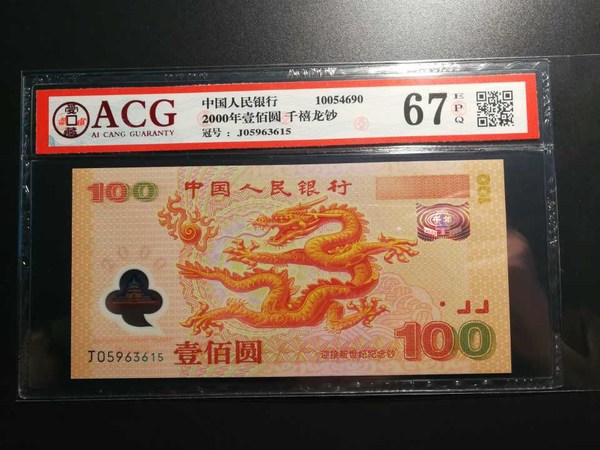 ACG
AI CANG GUARANTY
中国人民银行 10054690
2000年壹佰圆 千禧龙钞
冠号：J05963615
67
EPQ
100
中国人民银行
100
2000
J05963615
壹佰圆
迎接新世纪纪念钞
100